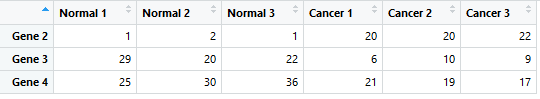 Normal 1 Normal 2 Normal 3 Cancer 1 Cancer 2 Cancer 3
Gene 2 1 2 1 20 20 22
Gene 3 29 20 22 6 10 9
Gene 4 25 30 36 21 19 17